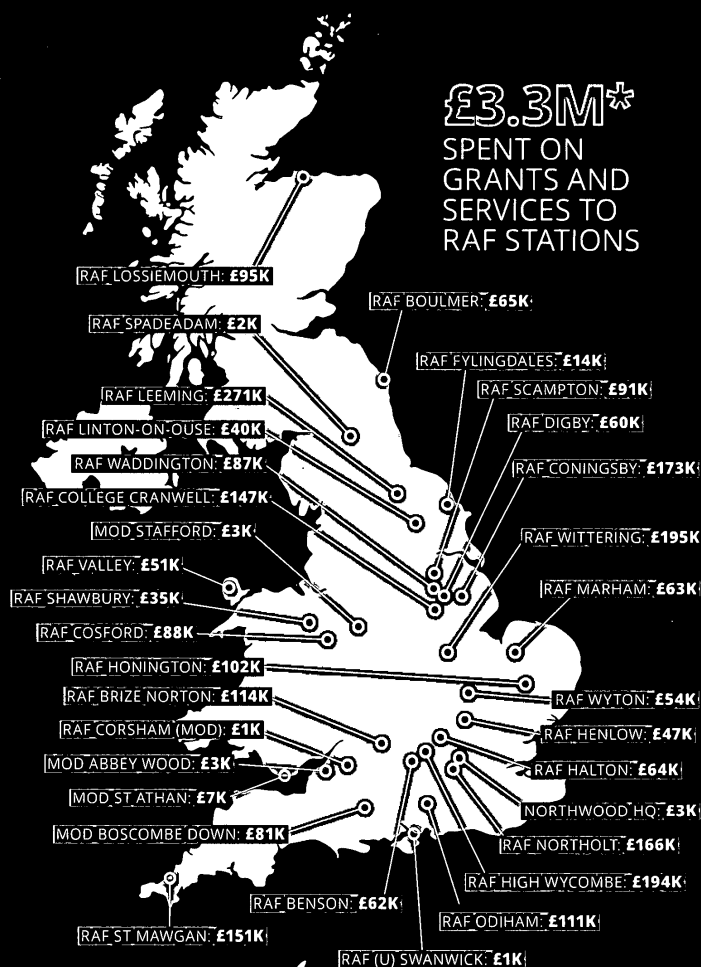 £3.3M*
SPENT ON
GRANTS AND
SERVICES TO
RAF STATIONS
RAF LOSSIEMOUTH: £95K
RAF BOULMER: £65K
RAF SPADEADAM: £2K
RAF FYLINGDALES: £14K
RAF SCAMPTON: £91K
RAF LEEMING: £271K
RAF DIGBY: £60K
RAF LINTON-ON-OUSE: £40K
RAF WADDINGTON: £87K
RAF CONINGSBY: £173K
RAF COLLEGE CRANWELL: £147K
MOD STAFFORD: £3K
RAF WITTERING: £195K
RAF VALLEY: £51K
RAF MARHAM: £63K
RAF SHAWBURY: £35K
RAF COSFORD: £88K
RAF HONINGTON: £102K
RAF BRIZE NORTON: £114K
RAF WYTON: £54K
RAF CORSHAM (MOD): £1K
RAF HENLOW: £47K
MOD ABBEY WOOD: £3K
RAF HALTON: £64K
MOD ST ATHAN: £7K
NORTHWOOD HQ: £3K
MOD BOSCOMBE DOWN: £81K
RAF NORTHOLT: £166K
RAF HIGH WYCOMBE: £194K
RAF BENSON: £62K
RAF ODIHAM: £111K
RAF ST MAWGAN: £151K
RAF (U) SWANWICK: £1K